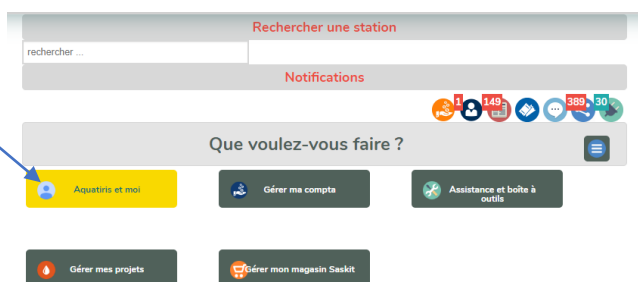 Rechercher une station
rechercher ...
Notifications
1 149 389 30
Que voulez-vous faire ?
Aquatiris et moi
Gérer ma compta
Assistance et boîte à
outils
Gérer mes projets
Gérer mon magasin Saskit